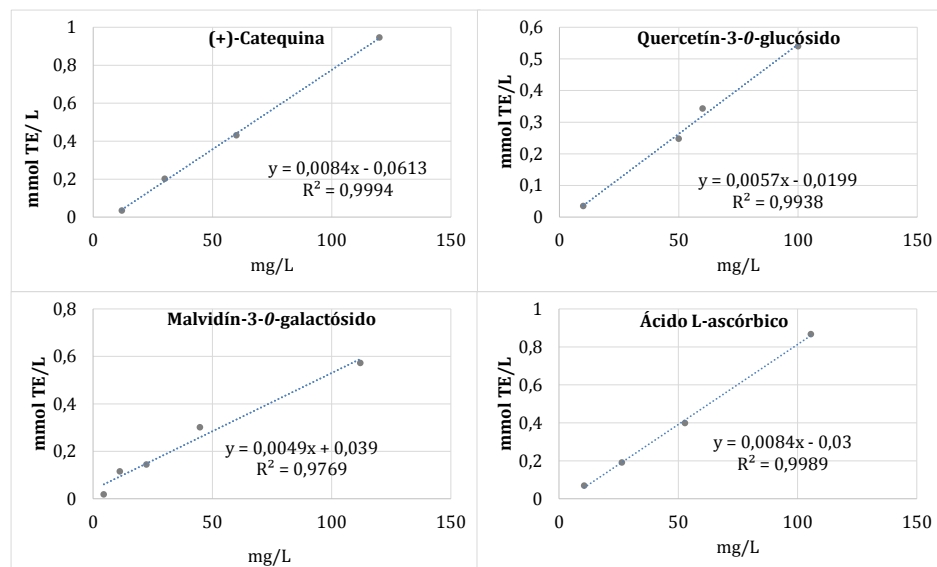 (+)-Catequina
mmol TE/ L
1
0,8
0,6
0,4
0,2
0
y = 0,0084x - 0,0613
R² = 0,9994
0 50 100 150
mg/L
Quercetín-3-O-glucósido
mmol TE/L
0,6
0,5
0,4
0,3
0,2
0,1
0
y = 0,0057x - 0,0199
R² = 0,9938
0 50 100 150
mg/L
Malvidín-3-O-galactósido
mmol TE/L
0,8
0,6
0,4
0,2
0
y = 0,0049x + 0,039
R² = 0,9769
0 50 100 150
mg/L
Ácido L-ascórbico
mmol TE/L
1
0,8
0,6
0,4
0,2
0
y = 0,0084x - 0,03
R² = 0,9989
0 50 100 150
mg/L